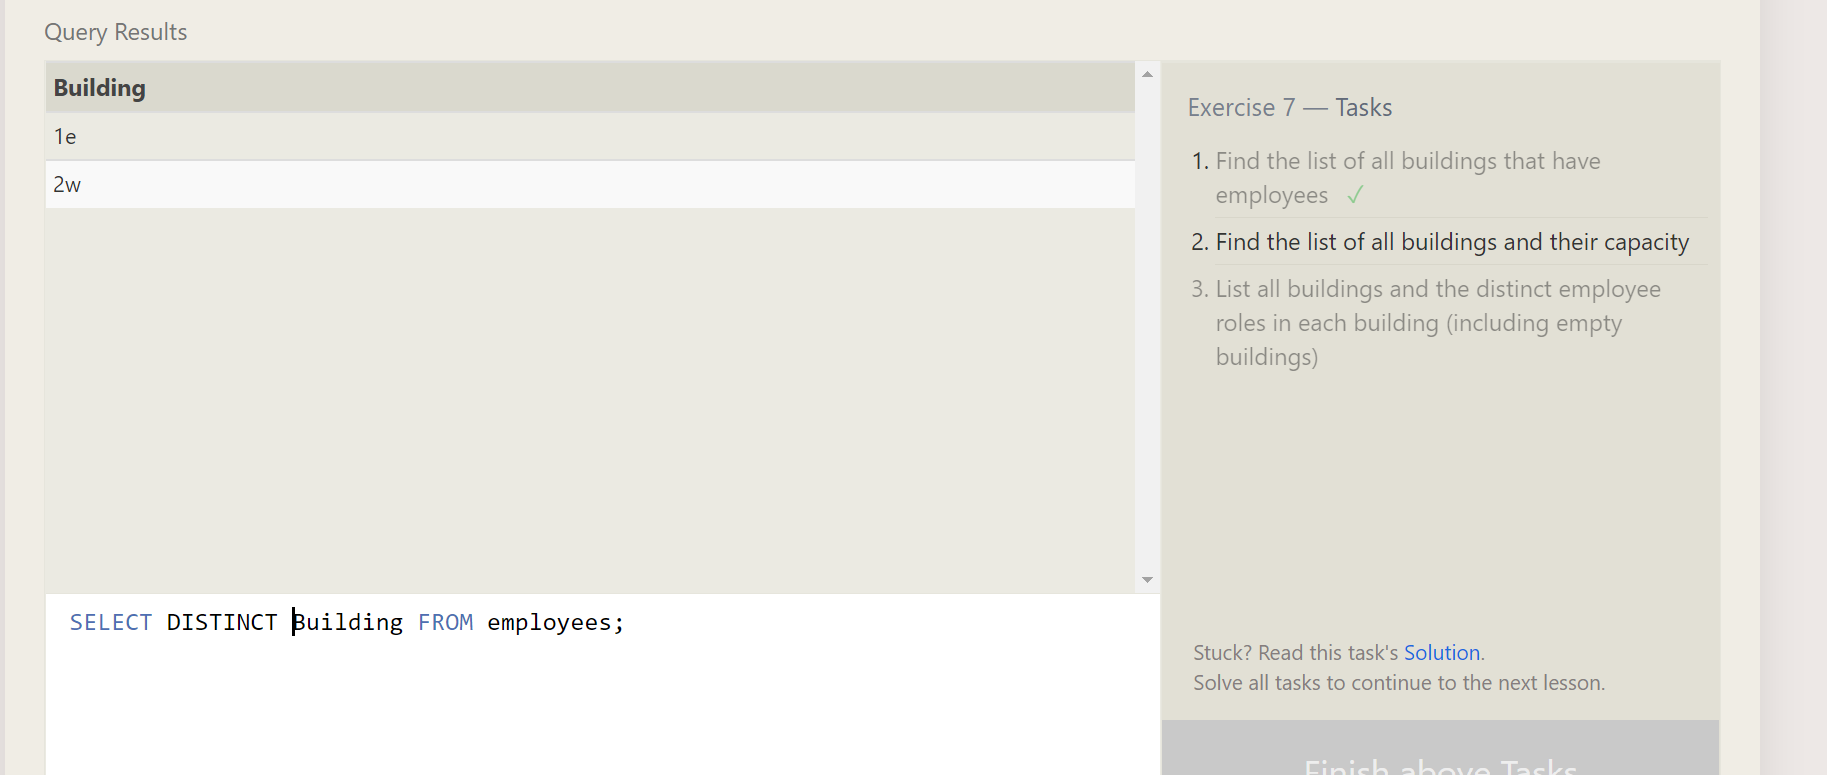 Query Results
Building
1e
2w
SELECT DISTINCT Building FROM employees;
Exercise 7 — Tasks
1. Find the list of all buildings that have
employees ✓
2. Find the list of all buildings and their capacity
3. List all buildings and the distinct employee
roles in each building (including empty
buildings)
Stuck? Read this task's Solution.
Solve all tasks to continue to the next lesson.
Finish above Tasks